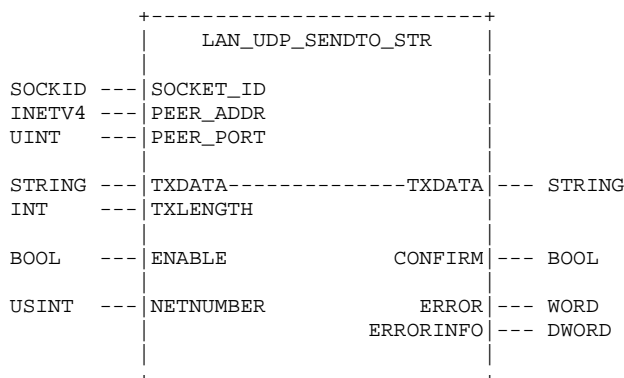 LAN_UDP_SENDTO_STR
SOCKID ---|SOCKET_ID
INETV4 ---|PEER_ADDR
UINT ---|PEER_PORT
STRING ---|TXDATA--------------TXDATA|--- STRING
INT ---|TXLENGTH
BOOL ---|ENABLE CONFIRM|--- BOOL
USINT ---|NETNUMBER ERROR|--- WORD
ERRORINFO|--- DWORD